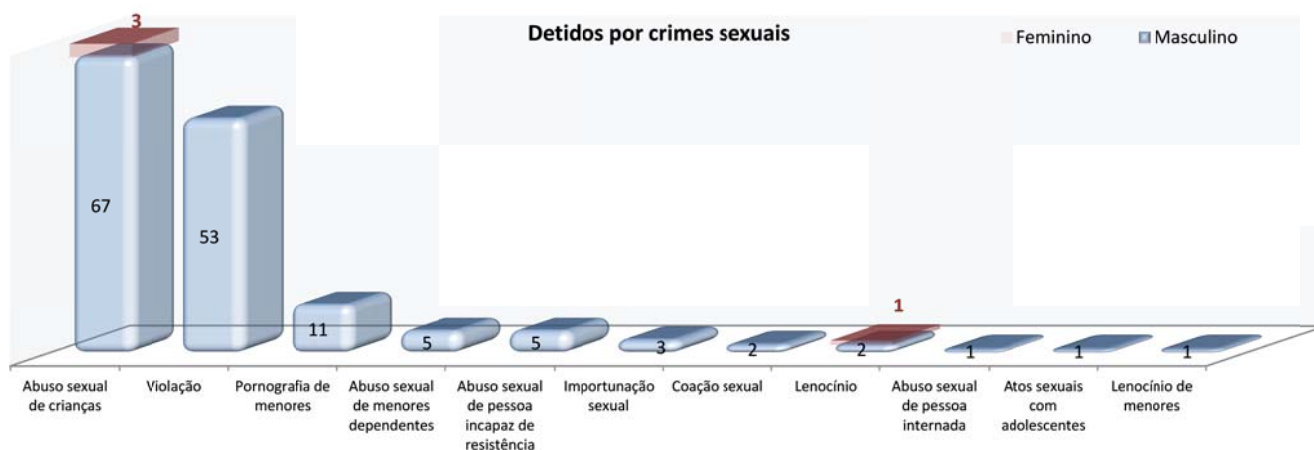 3
Detidos por crimes sexuais
Feminino
Masculino
67
53
11
5
5
3
2
1
2
1
1
1
Abuso sexual
de crianças
Violação
Pornografia de
menores
Abuso sexual
de menores
dependentes
Abuso sexual
de pessoa
incapaz de
resistência
Importunação
sexual
Coação sexual
Lenocínio
Abuso sexual
de pessoa
internada
Atos sexuais
com
adolescentes
Lenocínio de
menores